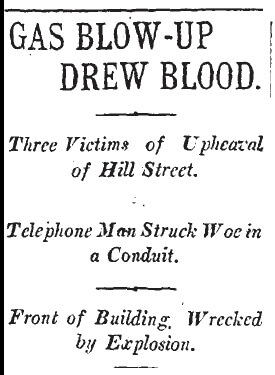 GAS BLOW-UP
DREW BLOOD.
Three Victims of Upheaval
of Hill Street.
Telephone Man Struck Woe in
a Conduit.
Front of Building Wrecked
by Explosion.